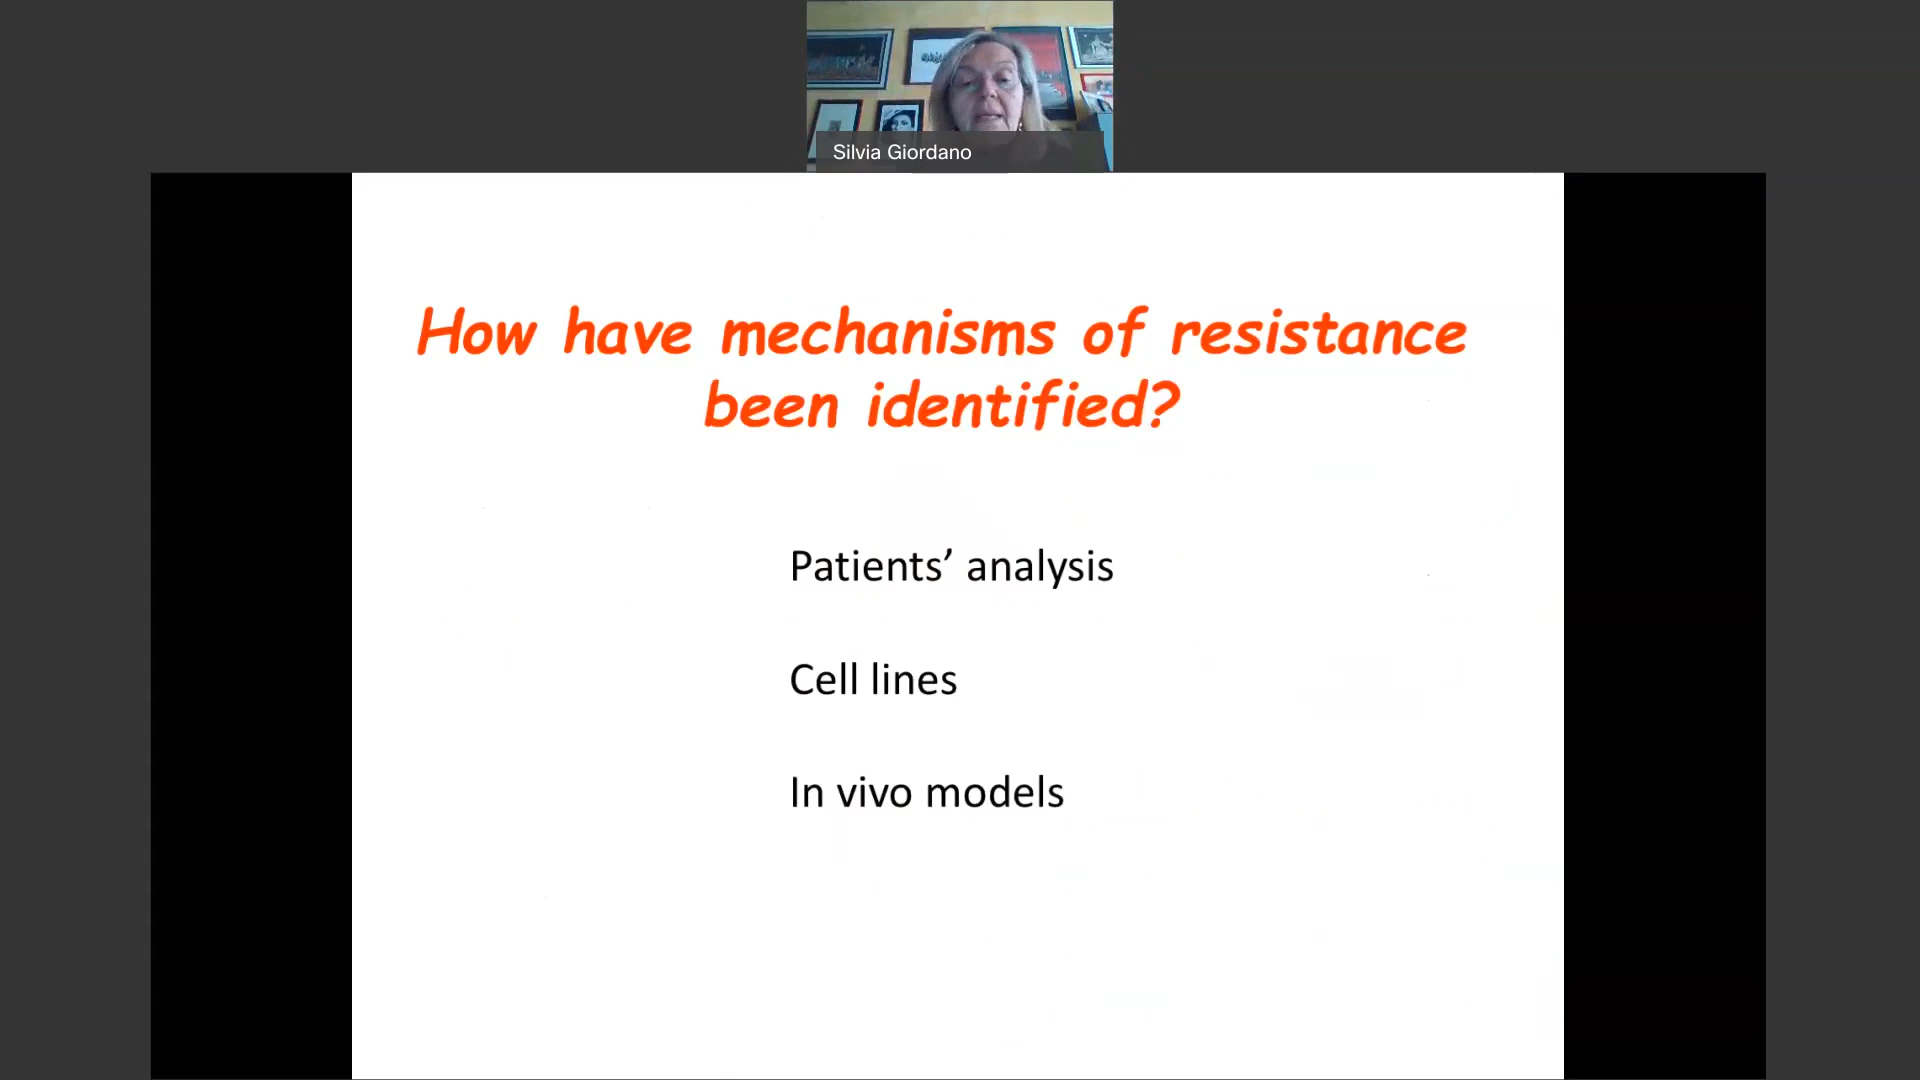 Silvia Giordano
How have mechanisms of resistance
been identified?
Patients’ analysis
Cell lines
In vivo models